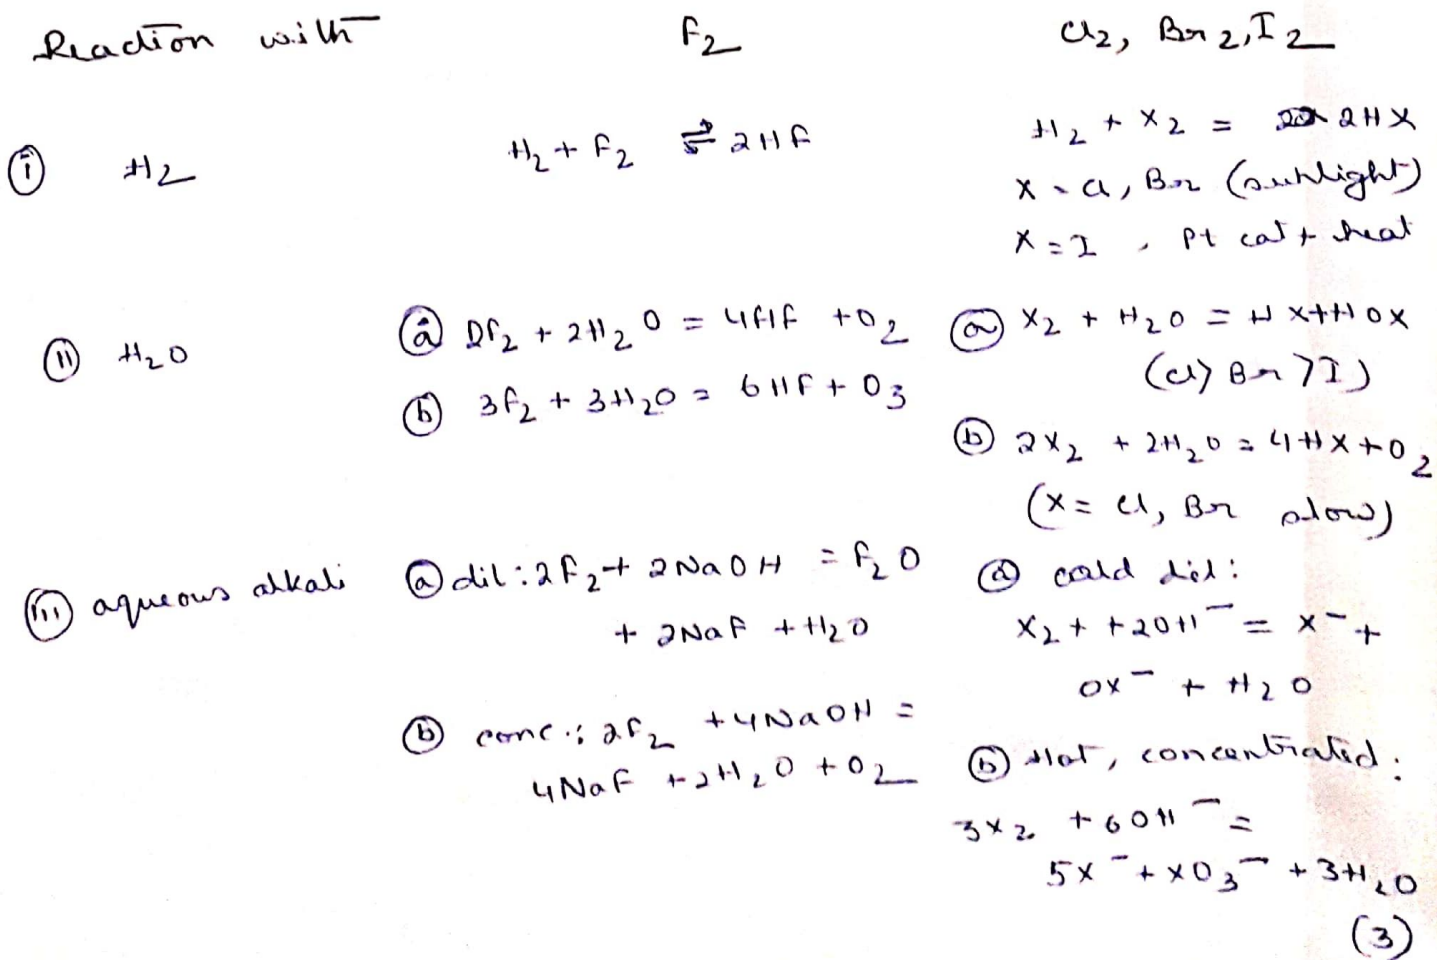 Reaction with F2 Cl2, Br2, I2
(i) H2 H2 + F2 ⇌ 2HF H2 + X2 = 2HX
X = Cl, Br (sunlight)
X = I, Pt cat + heat
(ii) H2O (a) 2F2 + 2H2O = 4HF + O2 (a) X2 + H2O = HX + HOX
(Cl > Br > I)
(b) 3F2 + 3H2O = 6HF + O3
(b) 2X2 + 2H2O = 4HX + O2
(X = Cl, Br slow)
(iii) aqueous alkali (a) dil : 2F2 + 2NaOH = F2O (a) cold dil :
+ 2NaF + H2O X2 + + 2OH− = X− +
OX− + H2O
(b) conc.; 2F2 + 4NaOH =
4NaF + 2H2O + O2 (b) Hot, concentrated :
3X2 + 6OH− =
5X− + XO3− + 3H2O
(3)